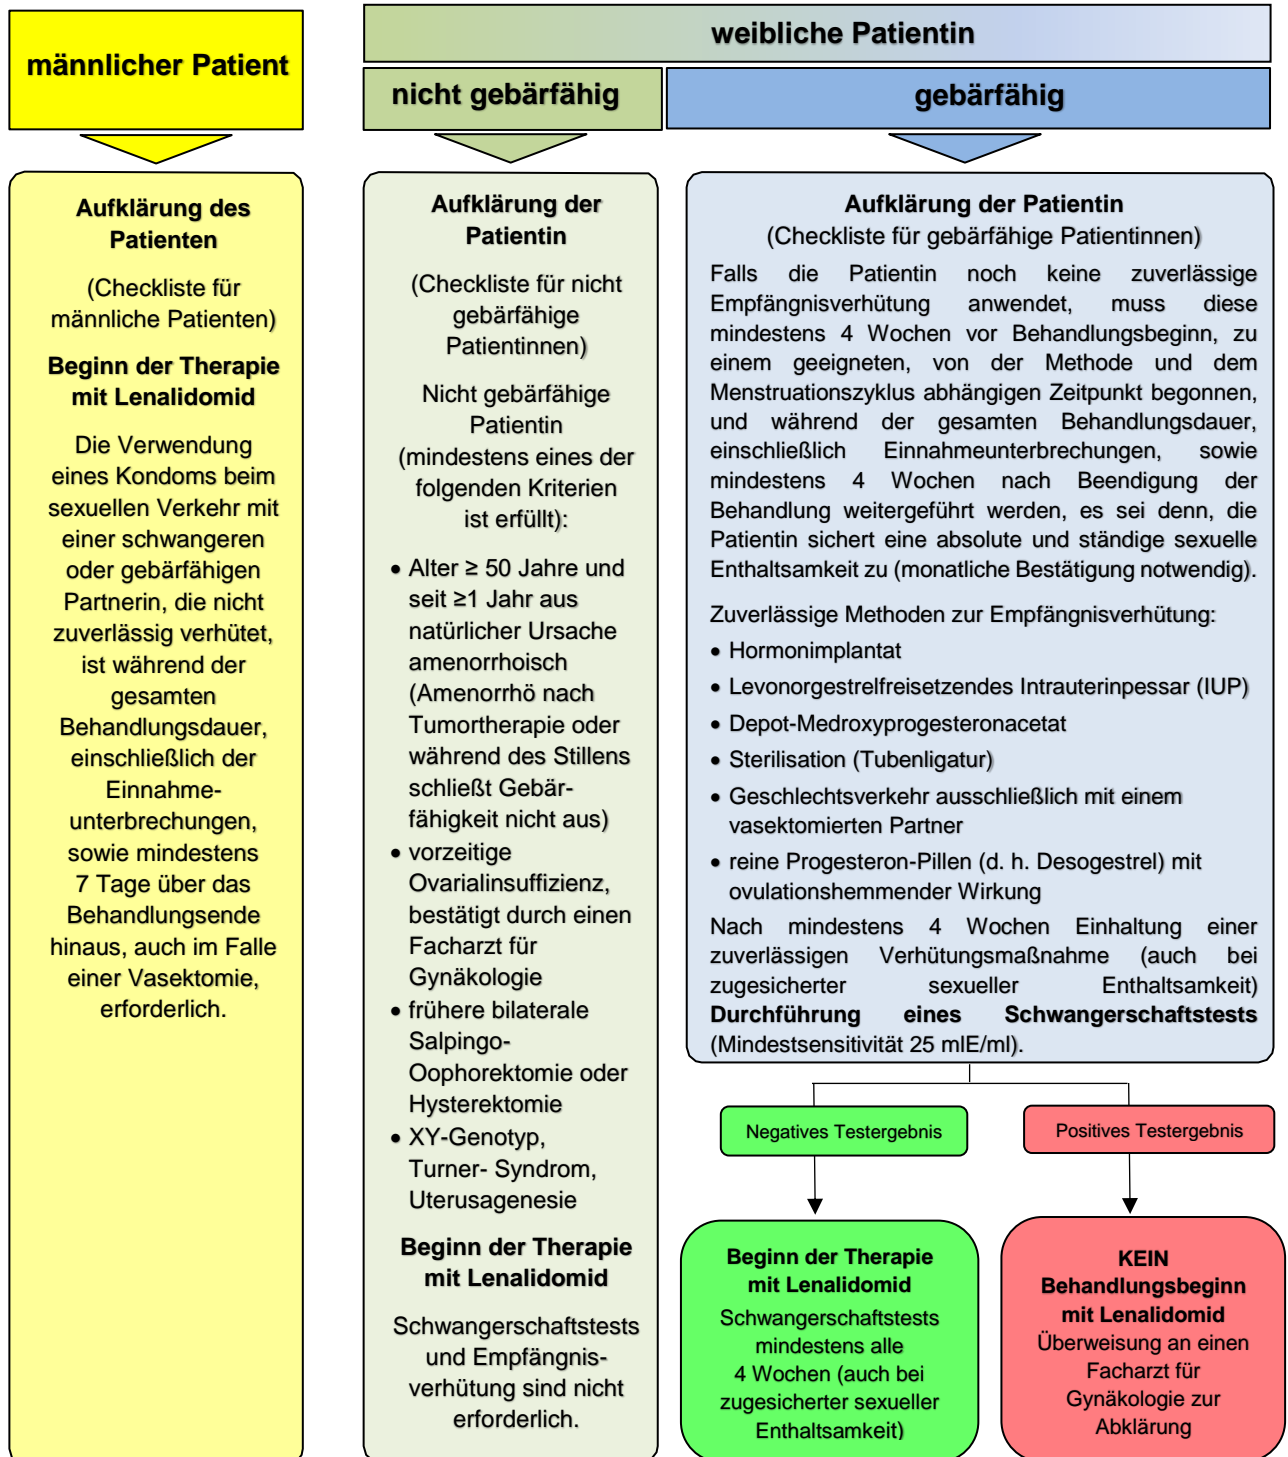 männlicher Patient
weibliche Patientin
nicht gebärfähig
gebärfähig
Aufklärung des
Patienten
(Checkliste für
männliche Patienten)
Beginn der Therapie
mit Lenalidomid
Die Verwendung
eines Kondoms beim
sexuellen Verkehr mit
einer schwangeren
oder gebärfähigen
Partnerin, die nicht
zuverlässig verhütet,
ist während der
gesamten
Behandlungsdauer,
einschließlich der
Einnahme-
unterbrechungen,
sowie mindestens
7 Tage über das
Behandlungsende
hinaus, auch im Falle
einer Vasektomie,
erforderlich.
Aufklärung der
Patientin
(Checkliste für nicht
gebärfähige
Patientinnen)
Nicht gebärfähige
Patientin
(mindestens eines der
folgenden Kriterien
ist erfüllt):
• Alter ≥ 50 Jahre und
seit ≥1 Jahr aus
natürlicher Ursache
amenorrhoisch
(Amenorrhö nach
Tumortherapie oder
während des Stillens
schließt Gebär-
fähigkeit nicht aus)
• vorzeitige
Ovarialinsuffizienz,
bestätigt durch einen
Facharzt für
Gynäkologie
• frühere bilaterale
Salpingo-
Oophorektomie oder
Hysterektomie
• XY-Genotyp,
Turner- Syndrom,
Uterusagenesie
Beginn der Therapie
mit Lenalidomid
Schwangerschaftstests
und Empfängnis-
verhütung sind nicht
erforderlich.
Aufklärung der Patientin
(Checkliste für gebärfähige Patientinnen)
Falls die Patientin noch keine zuverlässige
Empfängnisverhütung anwendet, muss diese
mindestens 4 Wochen vor Behandlungsbeginn, zu
einem geeigneten, von der Methode und dem
Menstruationszyklus abhängigen Zeitpunkt begonnen,
und während der gesamten Behandlungsdauer,
einschließlich Einnahmeunterbrechungen, sowie
mindestens 4 Wochen nach Beendigung der
Behandlung weitergeführt werden, es sei denn, die
Patientin sichert eine absolute und ständige sexuelle
Enthaltsamkeit zu (monatliche Bestätigung notwendig).
Zuverlässige Methoden zur Empfängnisverhütung:
• Hormonimplantat
• Levonorgestrelfreisetzendes Intrauterinpessar (IUP)
• Depot-Medroxyprogesteronacetat
• Sterilisation (Tubenligatur)
• Geschlechtsverkehr ausschließlich mit einem
vasektomierten Partner
• reine Progesteron-Pillen (d. h. Desogestrel) mit
ovulationshemmender Wirkung
Nach mindestens 4 Wochen Einhaltung einer
zuverlässigen Verhütungsmaßnahme (auch bei
zugesicherter sexueller Enthaltsamkeit)
Durchführung eines Schwangerschaftstests
(Mindestsensitivität 25 mIE/ml).
Negatives Testergebnis
Positives Testergebnis
Beginn der Therapie
mit Lenalidomid
Schwangerschaftstests
mindestens alle
4 Wochen (auch bei
zugesicherter sexueller
Enthaltsamkeit)
KEIN
Behandlungsbeginn
mit Lenalidomid
Überweisung an einen
Facharzt für
Gynäkologie zur
Abklärung